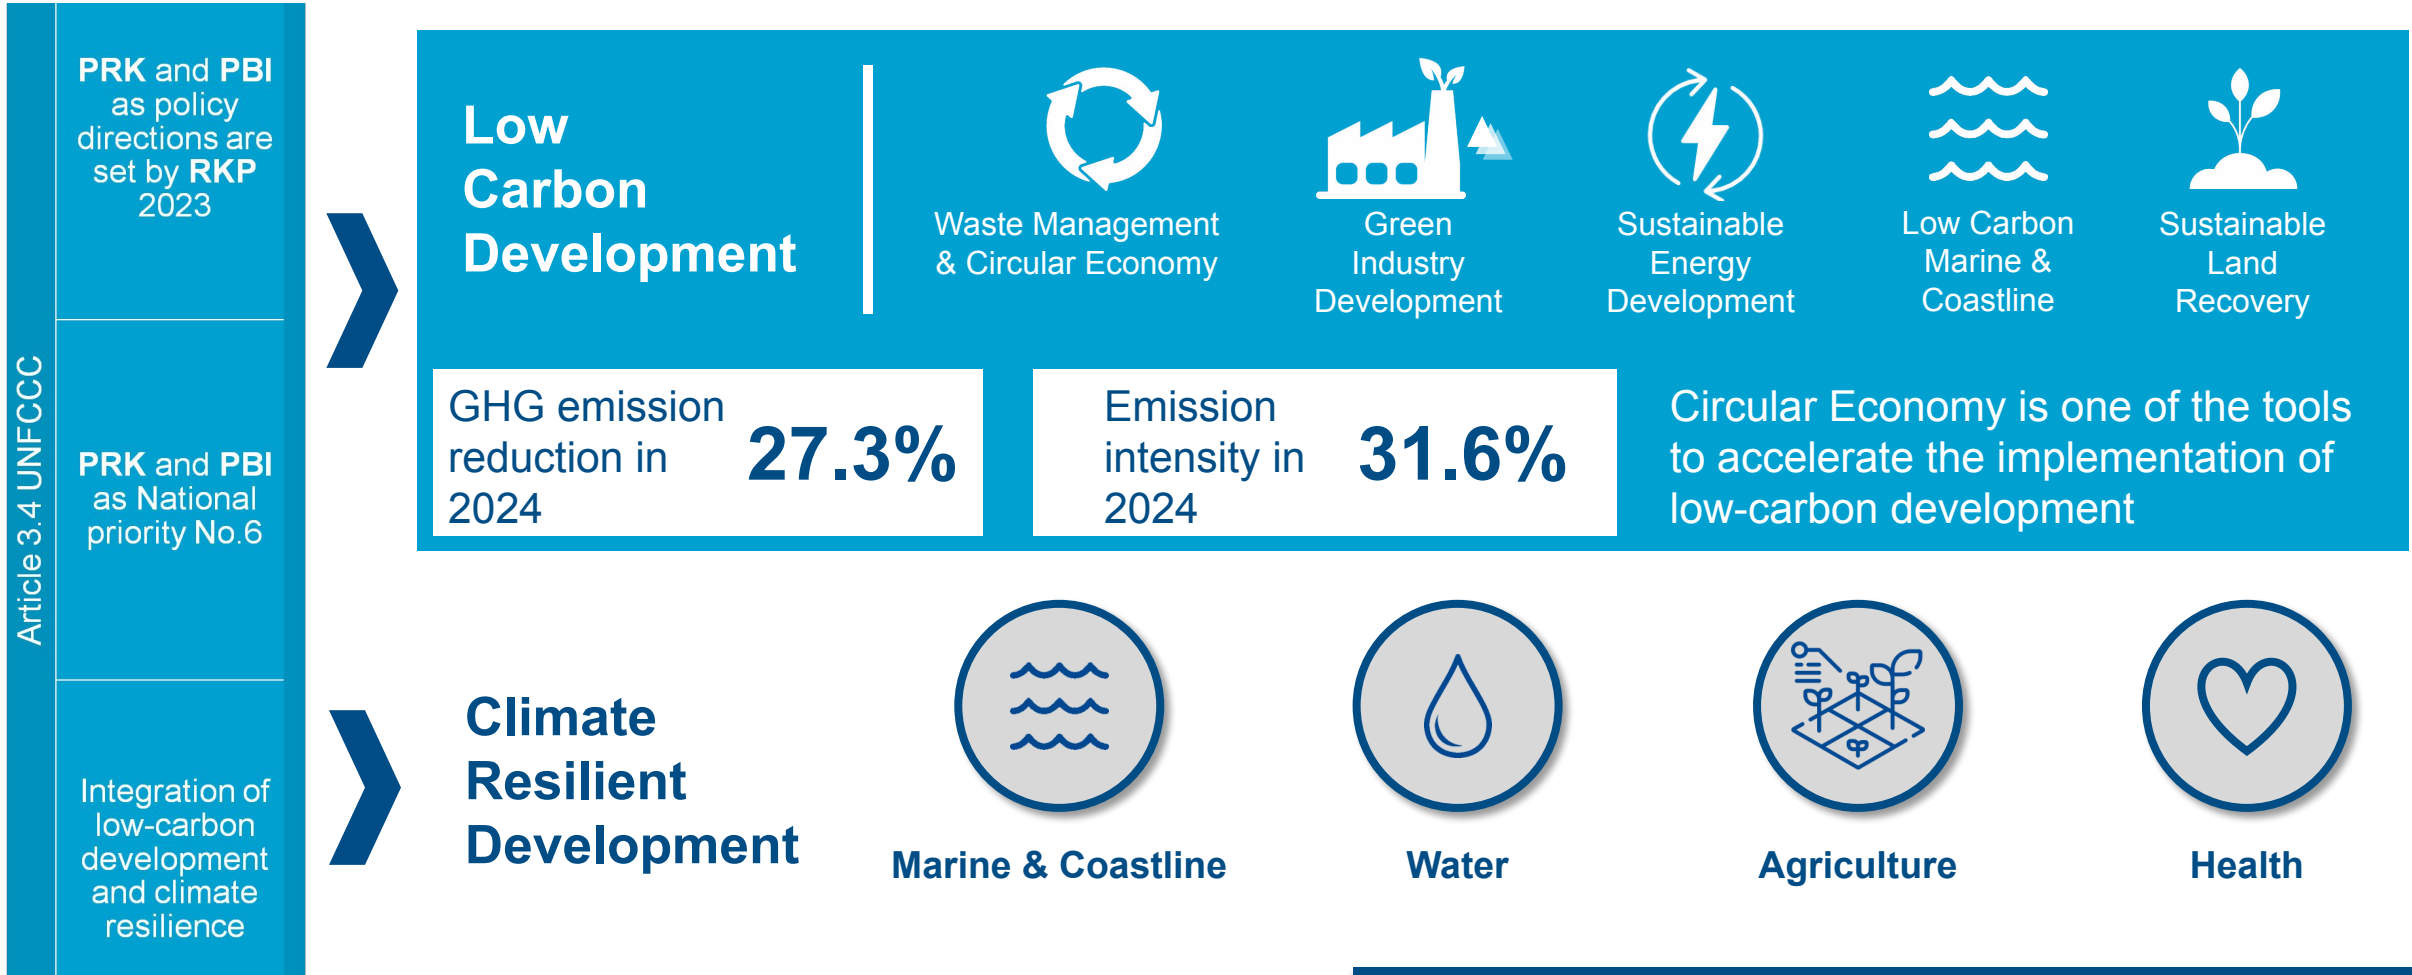 Article 3.4 UNFCCC
PRK and PBI
as policy
directions are
set by RKP
2023
PRK and PBI
as National
priority No.6
Integration of
low-carbon
development
and climate
resilience
Low
Carbon
Development
Waste Management
& Circular Economy
Green
Industry
Development
Sustainable
Energy
Development
Low Carbon
Marine &
Coastline
Sustainable
Land
Recovery
GHG emission
reduction in
2024
27.3%
Emission
intensity in
2024
31.6%
Circular Economy is one of the tools
to accelerate the implementation of
low-carbon development
Climate
Resilient
Development
Marine & Coastline
Water
Agriculture
Health